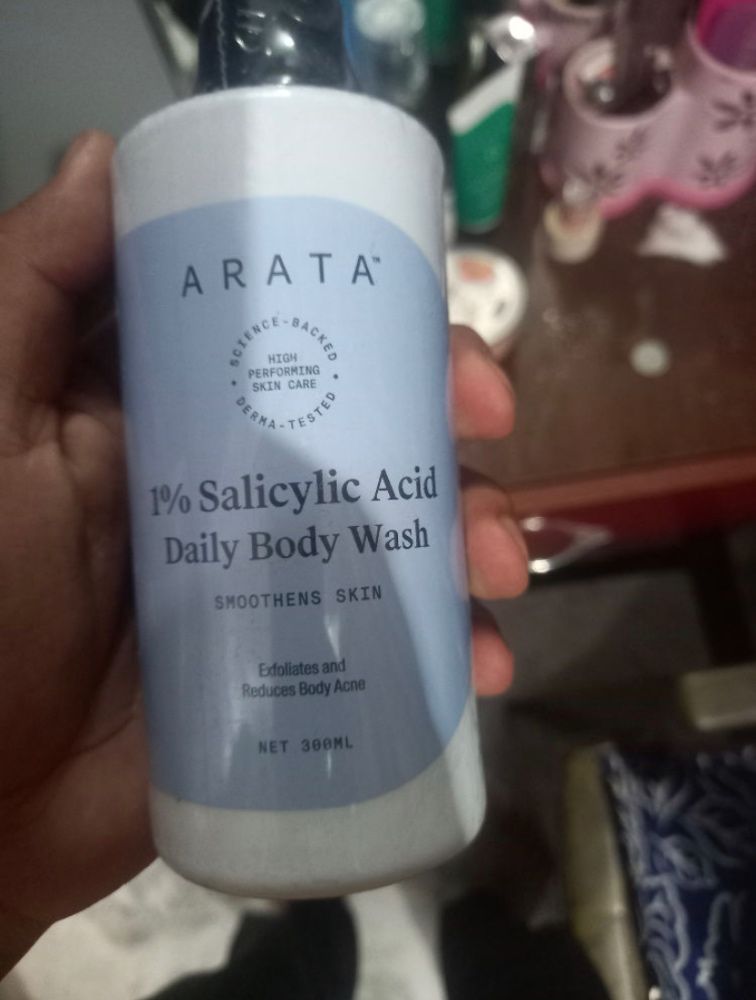 ARATA™
SCIENCE-BACKED
HIGH
PERFORMING
SKIN CARE
DERMA-TESTED
1% Salicylic Acid
Daily Body Wash
SMOOTHENS SKIN
Exfoliates and
Reduces Body Acne
NET 300ML